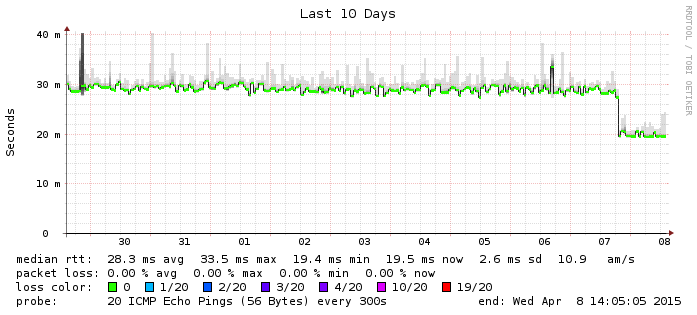 Last 10 Days
RRDTOOL / TOBI OETIKER
Seconds
40 m
30 m
20 m
10 m
0
30 31 01 02 03 04 05 06 07 08
median rtt: 28.3 ms avg 33.5 ms max 19.4 ms min 19.5 ms now 2.6 ms sd 10.9 am/s
packet loss: 0.00 % avg 0.00 % max 0.00 % min 0.00 % now
loss color: 0 1/20 2/20 3/20 4/20 10/20 19/20
probe: 20 ICMP Echo Pings (56 Bytes) every 300s end: Wed Apr 8 14:05:05 2015